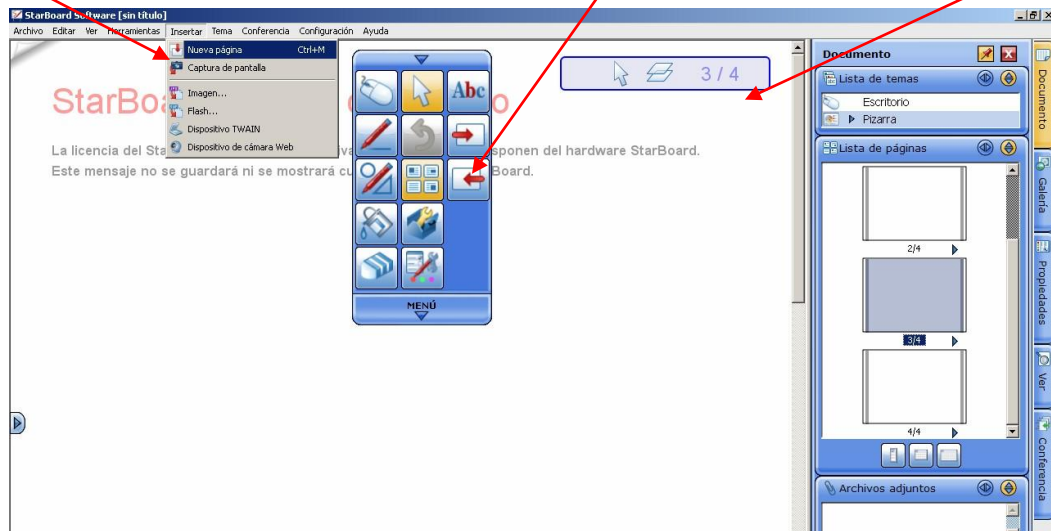 StarBoard Software [sin título]
Archivo Editar Ver Herramientas Insertar Tema Conferencia Configuración Ayuda
Nueva página Ctrl+M
Captura de pantalla
Imagen...
Flash...
Dispositivo TWAIN
Dispositivo de cámara Web
StarBoa
o
La licencia del Sta
sponen del hardware StarBoard.
Este mensaje no se guardará ni se mostrará cu
Board.
Abc
MENÚ
3 / 4
Documento
Lista de temas
Escritorio
Pizarra
Lista de páginas
2/4
3/4
4/4
Archivos adjuntos
Documento
Galería
Propiedades
Ver
Conferencia